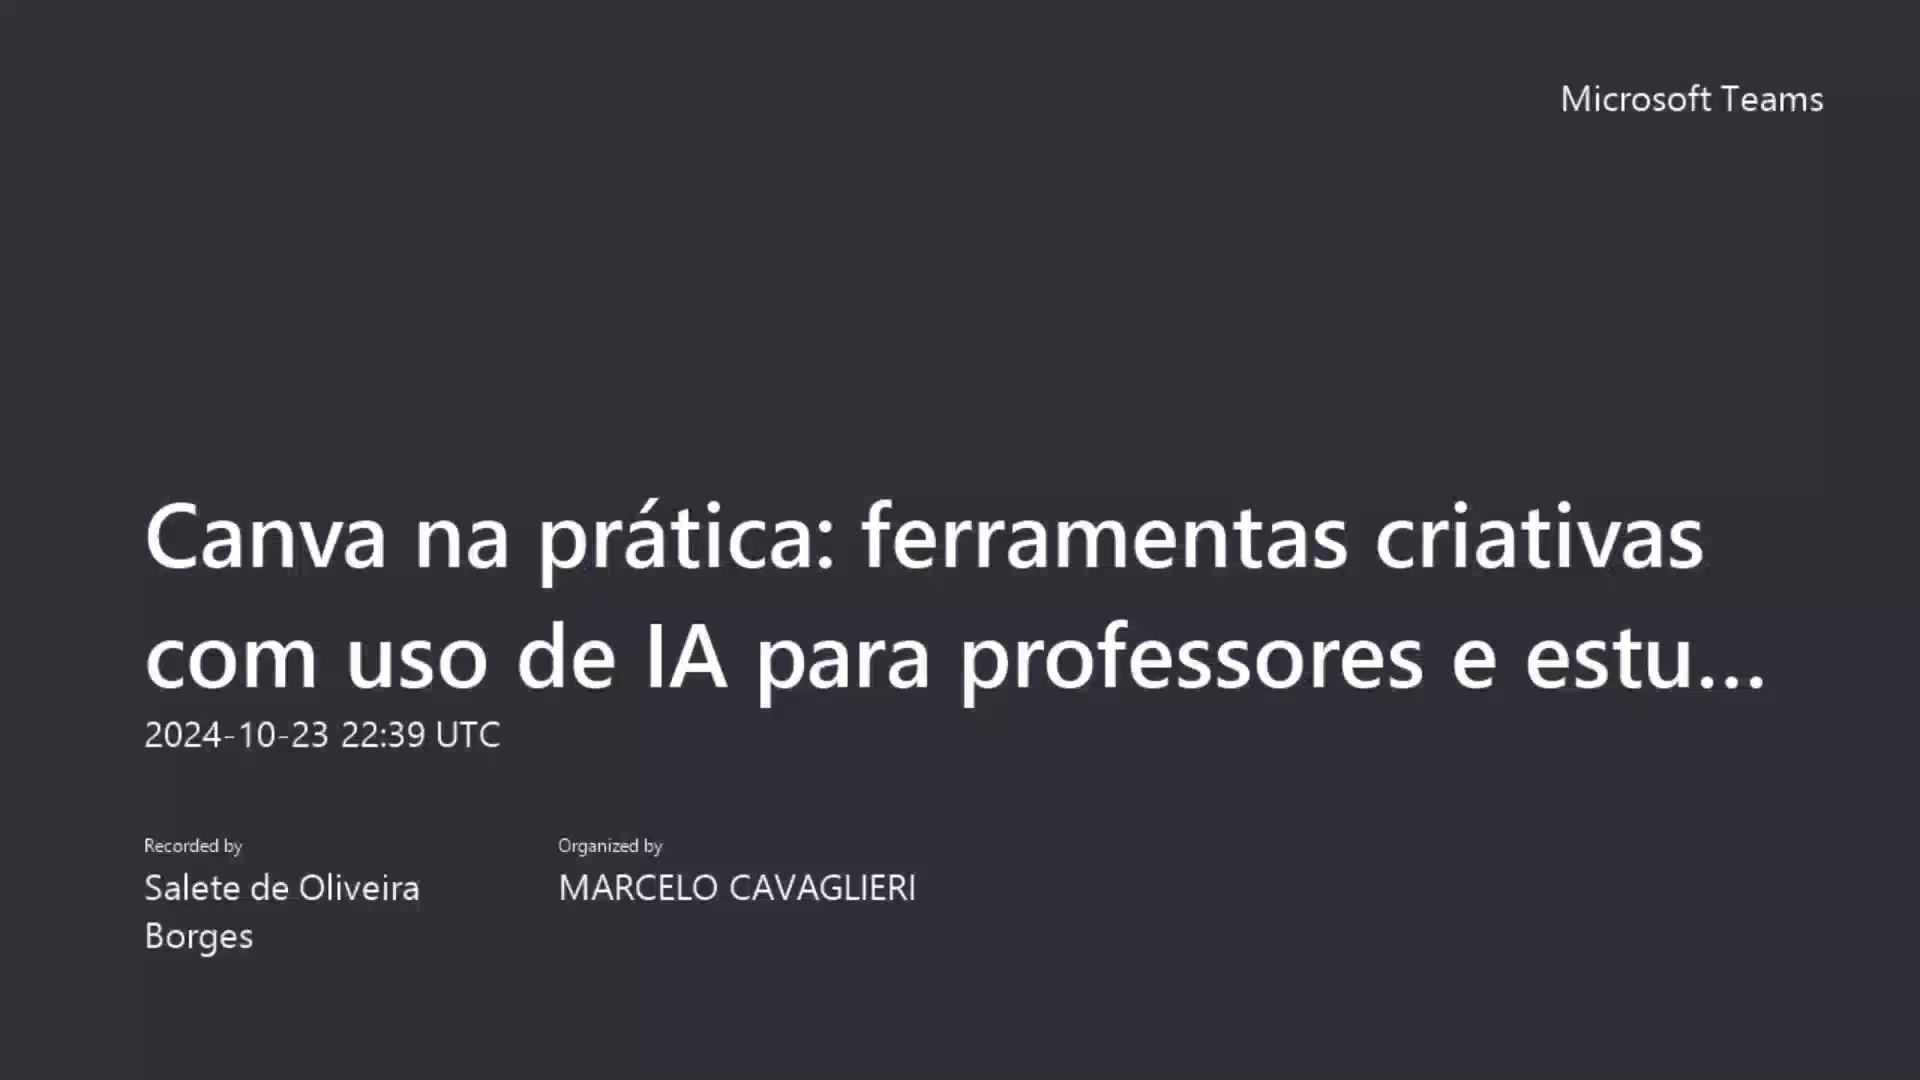 Microsoft Teams
Canva na prática: ferramentas criativas
com uso de IA para professores e estu...
2024-10-23 22:39 UTC
Recorded by
Salete de Oliveira
Borges
Organized by
MARCELO CAVAGLIERI